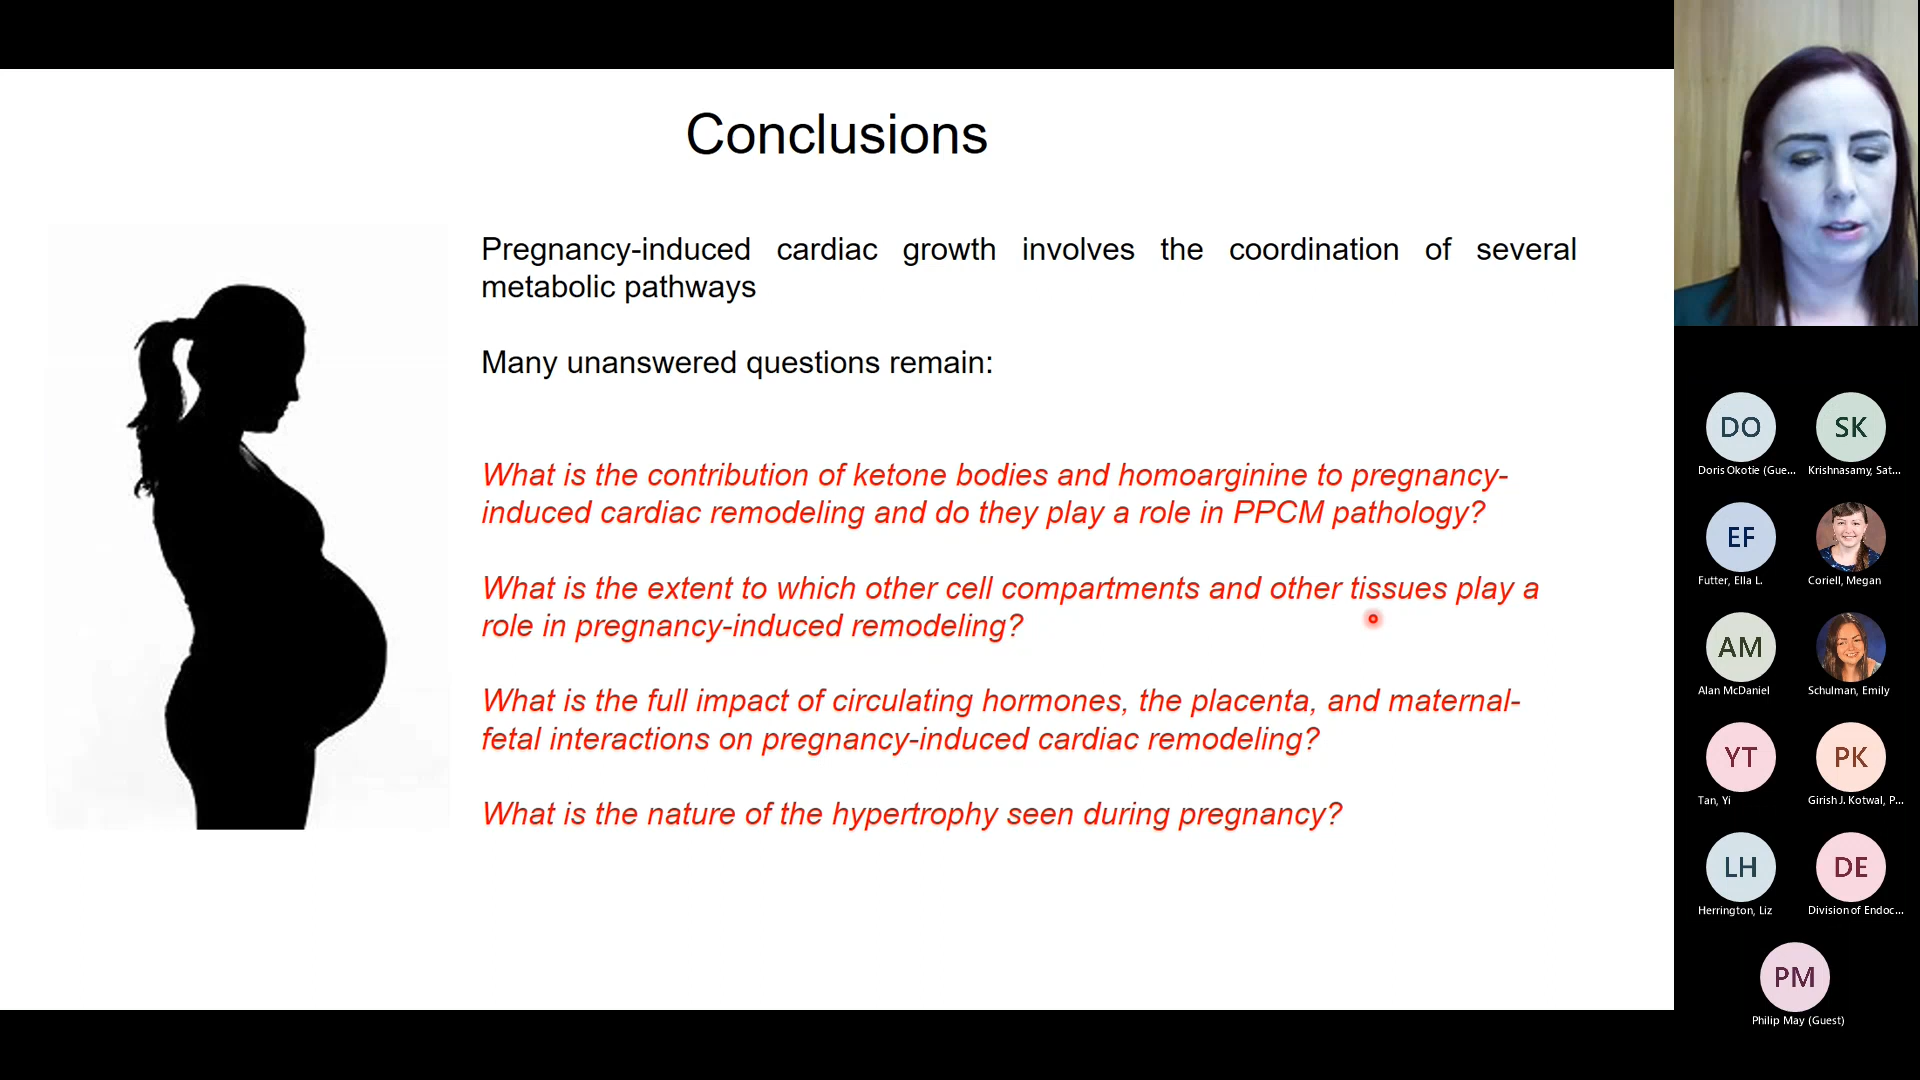 Conclusions
Pregnancy-induced cardiac growth involves the coordination of several
metabolic pathways
Many unanswered questions remain:
What is the contribution of ketone bodies and homoarginine to pregnancy-
induced cardiac remodeling and do they play a role in PPCM pathology?
What is the extent to which other cell compartments and other tissues play a
role in pregnancy-induced remodeling?
What is the full impact of circulating hormones, the placenta, and maternal-
fetal interactions on pregnancy-induced cardiac remodeling?
What is the nature of the hypertrophy seen during pregnancy?
DO
SK
Doris Okotie (Gue...
Krishnasamy, Sat...
EF
Futter, Ella L.
Coriell, Megan
AM
Alan McDaniel
Schulman, Emily
YT
PK
Tan, Yi
Girish J. Kotwal, P...
LH
DE
Herrington, Liz
Division of Endoc...
PM
Philip May (Guest)